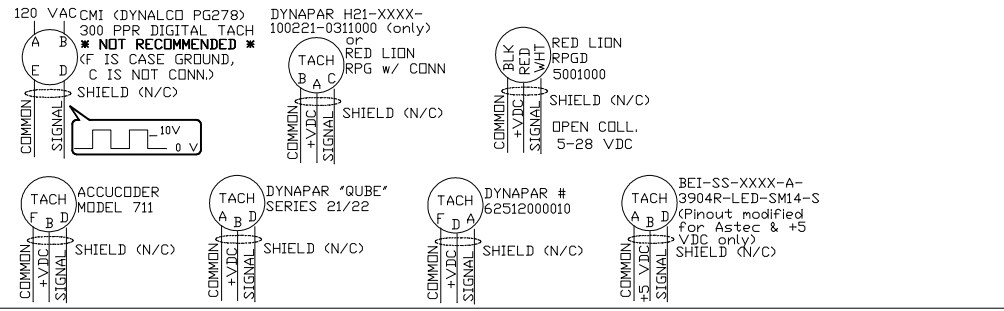 120 VAC
CMI (DYNALCO PG278)
300 PPR DIGITAL TACH
* NOT RECOMMENDED *
(F IS CASE GROUND,
C IS NOT CONN.)
A B
E D
SHIELD (N/C)
COMMON
SIGNAL
10V
0 V
DYNAPAR H21-XXXX-
100221-0311000 (only)
or
RED LION
RPG W/ CONN
TACH
B A C
SHIELD (N/C)
COMMON
+VDC
SIGNAL
BLK
RED
WHT
RED LION
RPGD
5001000
SHIELD (N/C)
OPEN COLL.
5-28 VDC
COMMON
+VDC
SIGNAL
TACH
F B D
ACCUCODER
MODEL 711
SHIELD (N/C)
COMMON
+VDC
SIGNAL
TACH
A B D
DYNAPAR "QUBE"
SERIES 21/22
SHIELD (N/C)
COMMON
+VDC
SIGNAL
TACH
F D A
DYNAPAR #
62512000010
SHIELD (N/C)
COMMON
+VDC
SIGNAL
TACH
A B D
BEI-SS-XXXX-A-
3904R-LED-SM14-S
(Pinout modified
for Astec & +5
VDC only)
SHIELD (N/C)
COMMON
+5 VDC
SIGNAL